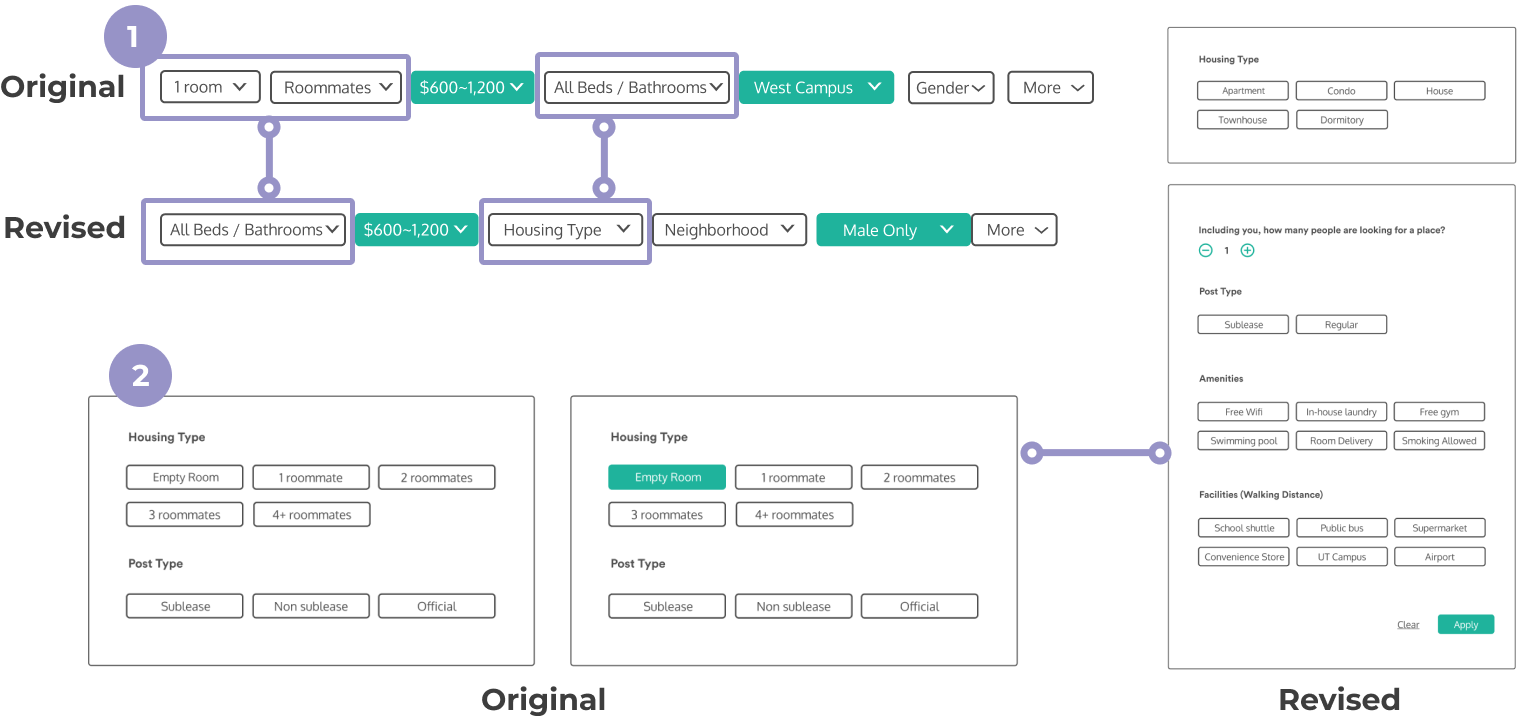 1
Original 1 room Roommates $600~1,200 All Beds / Bathrooms West Campus Gender More
Revised All Beds / Bathrooms $600~1,200 Housing Type Neighborhood Male Only More
2
Housing Type
Empty Room 1 roommate 2 roommates
3 roommates 4+ roommates
Post Type
Sublease Non sublease Official
Housing Type
Empty Room 1 roommate 2 roommates
3 roommates 4+ roommates
Post Type
Sublease Non sublease Official
Original
Housing Type
Apartment Condo House
Townhouse Dormitory
Including you, how many people are looking for a place?
1
Post Type
Sublease Regular
Amenities
Free Wifi In-house laundry Free gym
Swimming pool Room Delivery Smoking Allowed
Facilities (Walking Distance)
School shuttle Public bus Supermarket
Convenience Store UT Campus Airport
Clear Apply
Revised